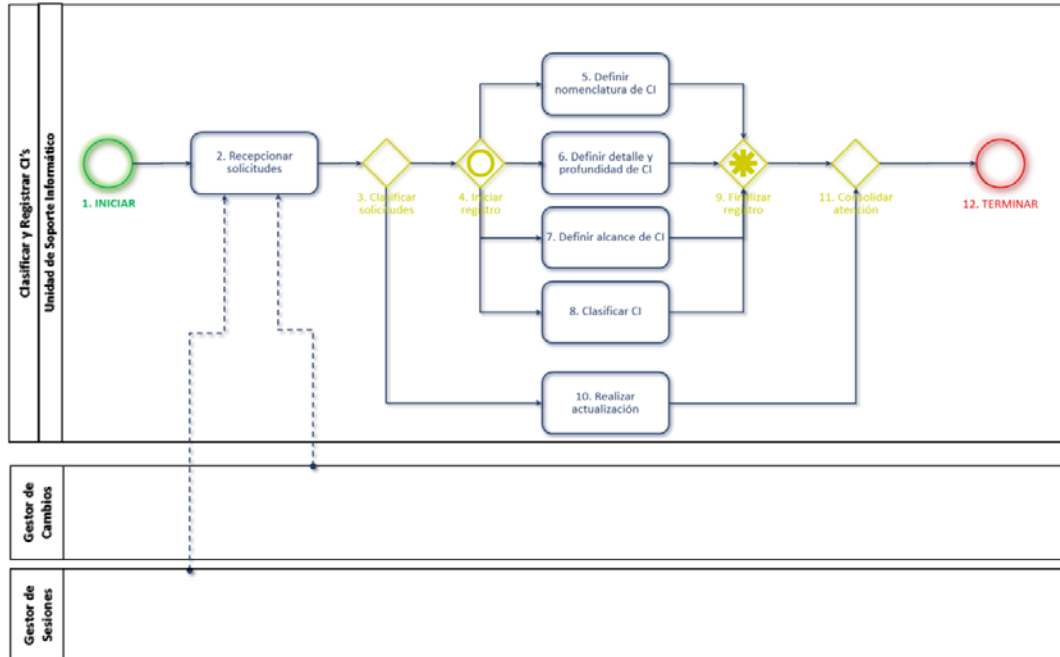 Clasificar y Registrar CI's
Unidad de Soporte Informático
1. INICIAR
2. Recepcionar
solicitudes
3. Clasificar
solicitudes
4. Iniciar
registro
5. Definir
nomenclatura de CI
6. Definir detalle y
profundidad de CI
7. Definir alcance de CI
8. Clasificar CI
9. Finalizar
registro
10. Realizar
actualización
11. Consolidar
atención
12. TERMINAR
Gestor de
Cambios
Gestor de
Sesiones